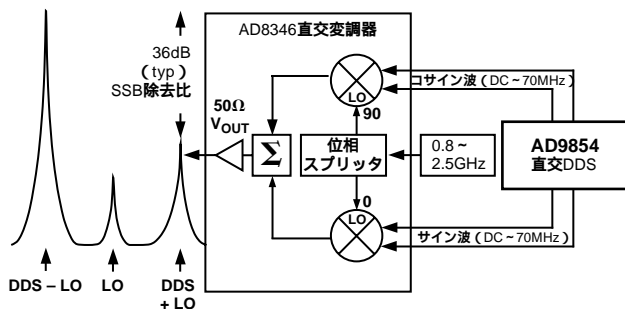 36dB
(typ)
SSB除去比
AD8346直交変調器
LO
90
コサイン波(DC~70MHz)
50Ω
VOUT
Σ
位相
スプリッタ
0.8~
2.5GHz
AD9854
直交DDS
0
LO
サイン波(DC~70MHz)
DDS – LO
LO
DDS
+ LO